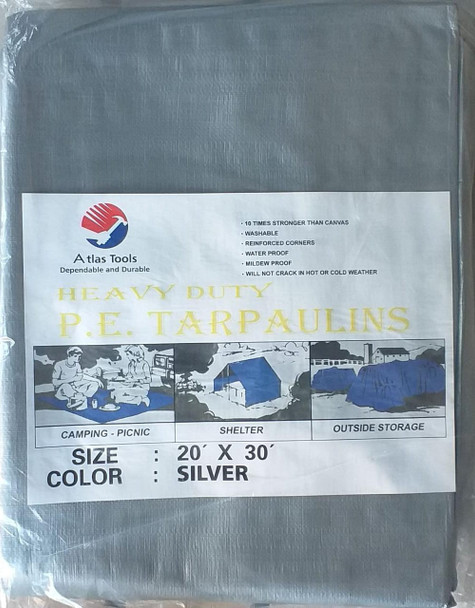 Atlas Tools
Dependable and Durable
· 10 TIMES STRONGER THAN CANVAS
· WASHABLE
· REINFORCED CORNERS
· WATER PROOF
· MILDEW PROOF
· WILL NOT CRACK IN HOT OR COLD WEATHER
HEAVY DUTY
P.E. TARPAULINS
CAMPING - PICNIC
SHELTER
OUTSIDE STORAGE
SIZE : 20´ X 30´
COLOR : SILVER